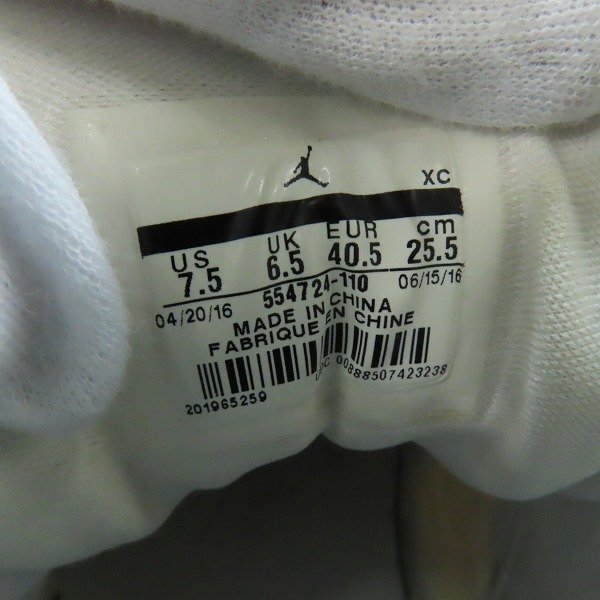 XC
US UK EUR cm
7.5 6.5 40.5 25.5
04/20/16 554724-110 06/15/16
MADE IN CHINA
FABRIQUE EN CHINE
00888507423238
201965259